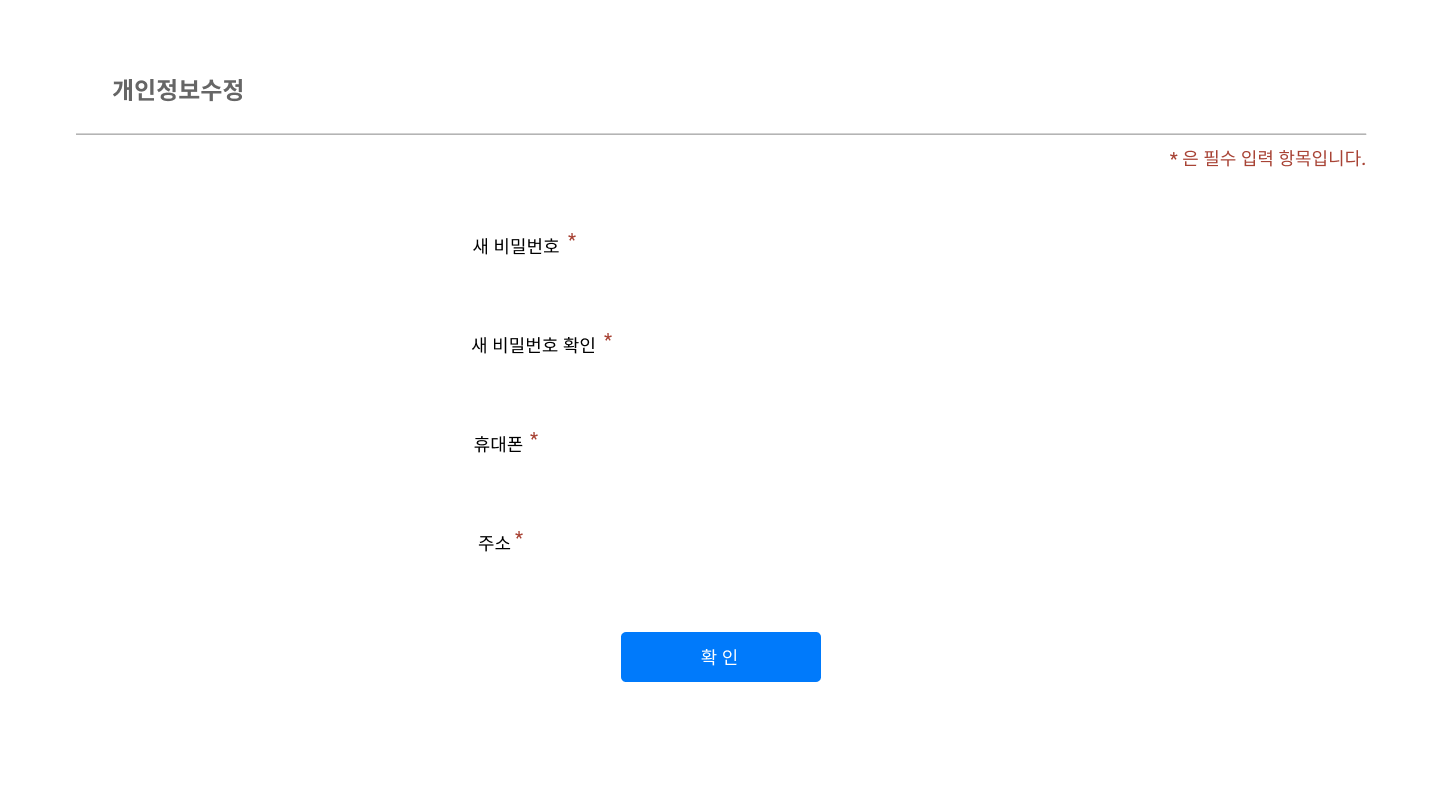 개인정보수정
* 은 필수 입력 항목입니다.
새 비밀번호 *
새 비밀번호 확인 *
휴대폰 *
주소 *
확 인